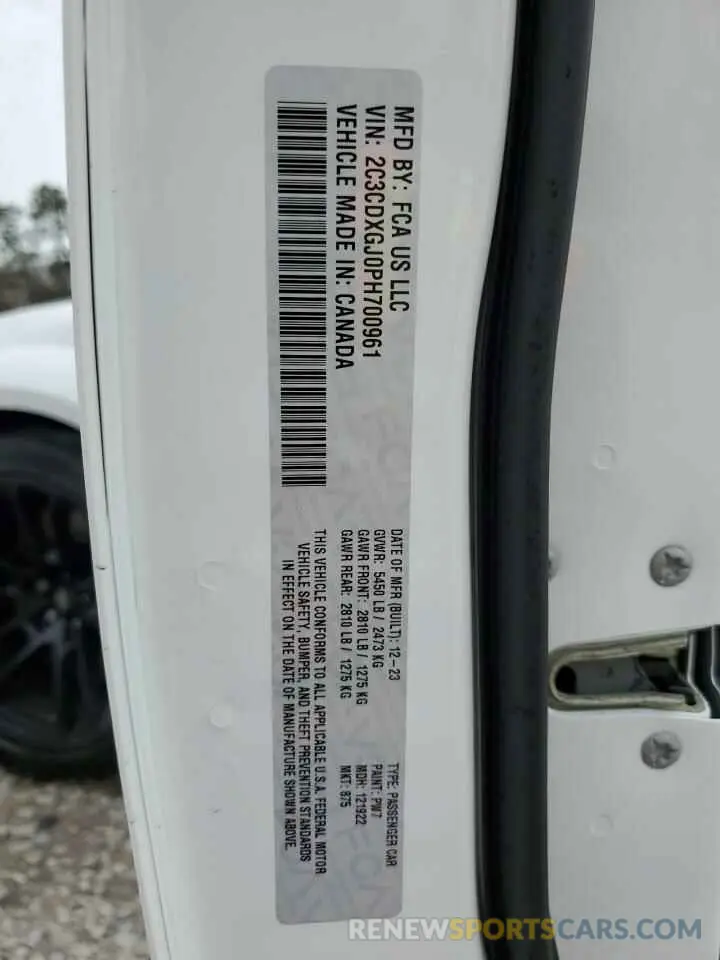 MFD BY: FCA US LLC
VIN: 2C3CDXGJ0PH700961
VEHICLE MADE IN: CANADA
DATE OF MFR (BUILT): 12-23
GVWR: 5450 LB / 2473 KG
GAWR FRONT: 2810 LB / 1275 KG
GAWR REAR: 2810 LB / 1275 KG
TYPE: PASSENGER CAR
PAINT: PW7
MDH: 121922
MKT: 875
THIS VEHICLE CONFORMS TO ALL APPLICABLE U.S.A. FEDERAL MOTOR
VEHICLE SAFETY, BUMPER, AND THEFT PREVENTION STANDARDS
IN EFFECT ON THE DATE OF MANUFACTURE SHOWN ABOVE.
RENEWSPORTSCARS.COM